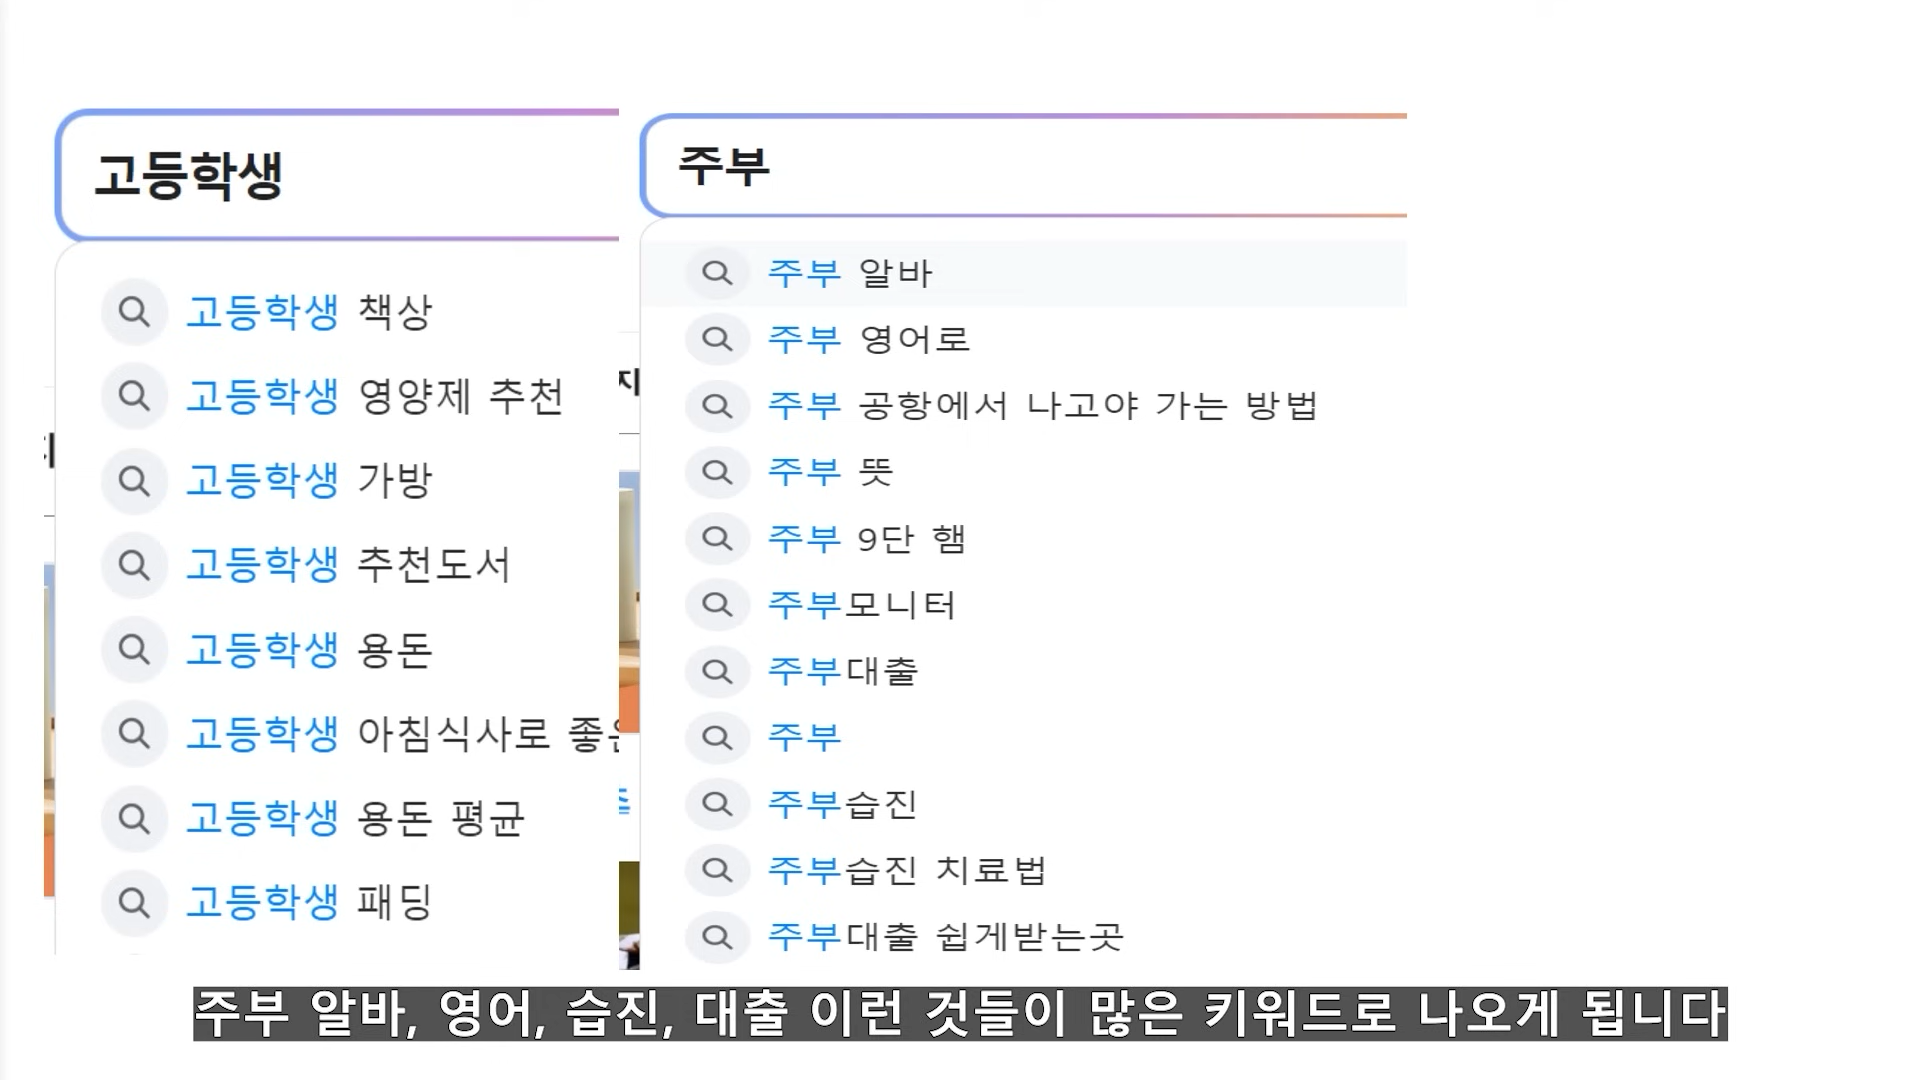 고등학생
고등학생 책상
고등학생 영양제 추천
고등학생 가방
고등학생 추천도서
고등학생 용돈
고등학생 아침식사로
고등학생 용돈 평균
고등학생 패딩
주부
주부 알바
주부 영어로
주부 공항에서 나고야 가는 방법
주부 뜻
주부 9단 햄
주부모니터
주부대출
주부
주부습진
주부습진 치료법
주부대출 쉽게받는곳
주부 알바, 영어, 습진, 대출 이런 것들이 많은 키워드로 나오게 됩니다